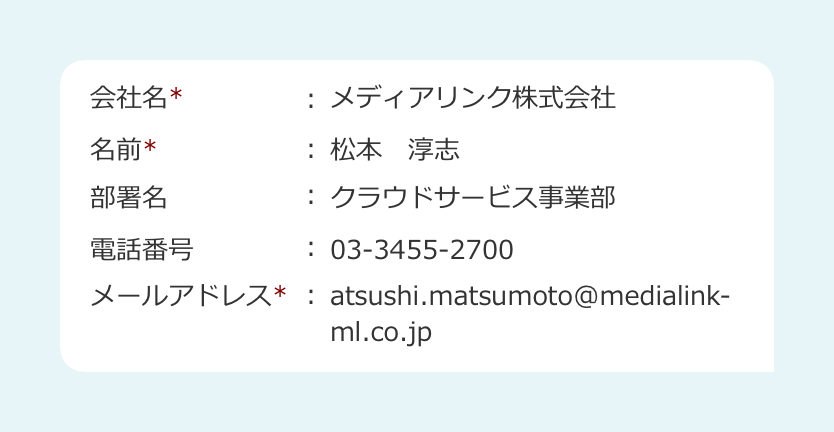 会社名* : メディアリンク株式会社
名前* : 松本　淳志
部署名 : クラウドサービス事業部
電話番号 : 03-3455-2700
メールアドレス* : atsushi.matsumoto@medialink-
ml.co.jp